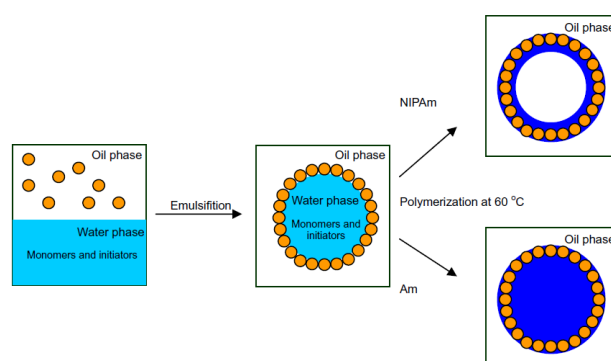 Oil phase
Water phase
Monomers and initiators
Emulsifition
Oil phase
Water phase
Monomers and
initiators
NIPAm
Polymerization at 60 °C
Am
Oil phase
Oil phase